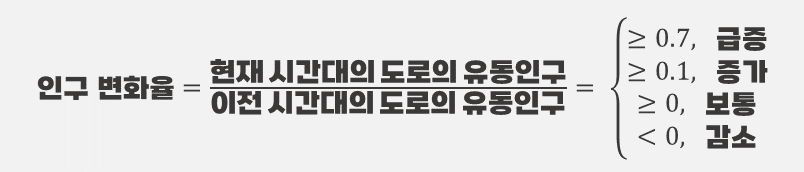 인구 변화율 = 현재 시간대의 도로의 유동인구 / 이전 시간대의 도로의 유동인구 =
≥ 0.7, 급증
≥ 0.1, 증가
≥ 0, 보통
< 0, 감소